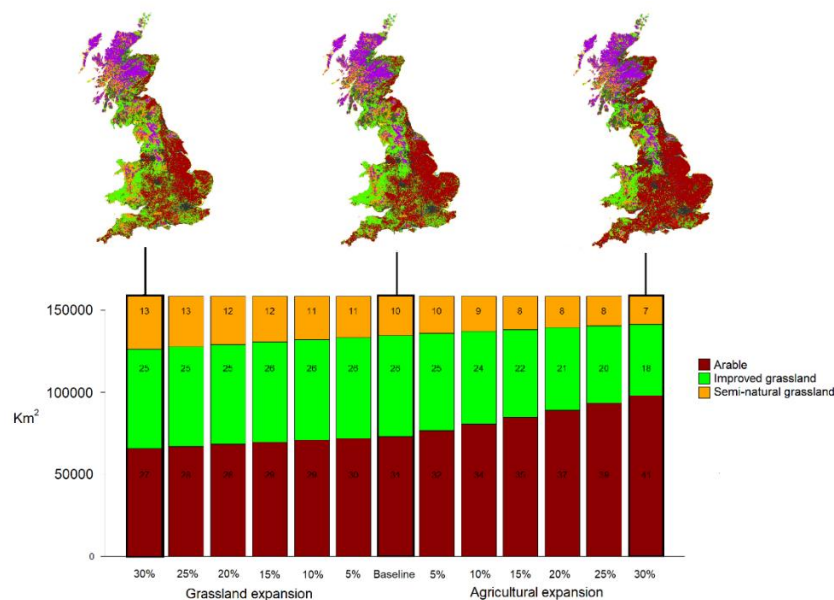 150000
13 13 12 12 11 11 10 10 9 8 8 8 7
25 25 25 26 26 26 26 25 24 22 21 20 18
100000
Arable
Improved grassland
Semi-natural grassland
Km²
50000
0
30% 25% 20% 15% 10% 5% Baseline 5% 10% 15% 20% 25% 30%
Grassland expansion Agricultural expansion